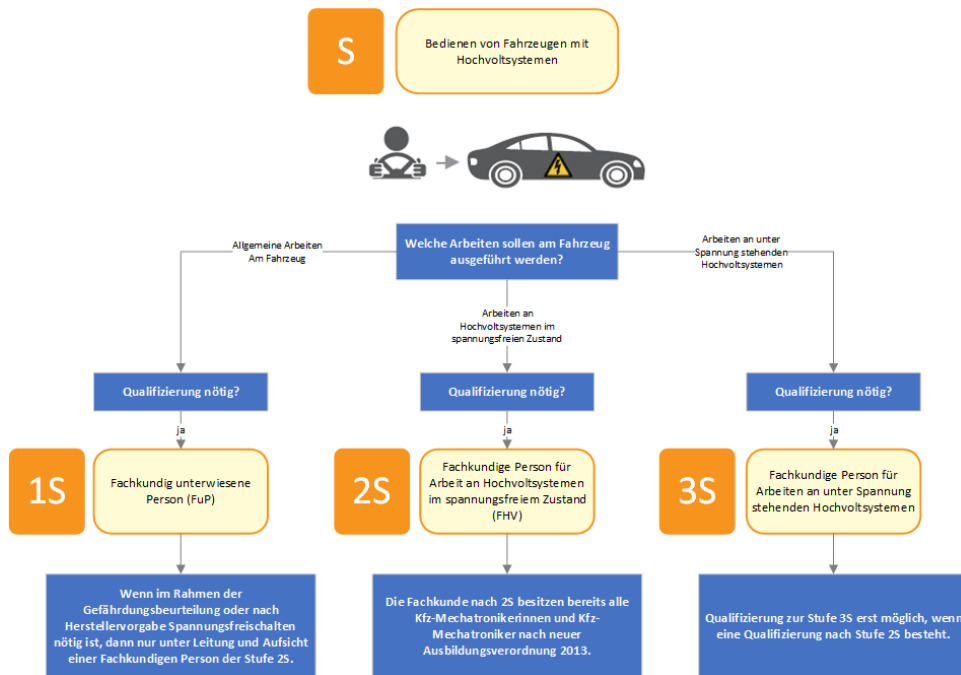 S
Bedienen von Fahrzeugen mit
Hochvoltsystemen
Welche Arbeiten sollen am Fahrzeug
ausgeführt werden?
Allgemeine Arbeiten
Am Fahrzeug
Arbeiten an unter
Spannung stehenden
Hochvoltsystemen
Arbeiten an
Hochvoltsystemen im
spannungsfreien Zustand
Qualifizierung nötig?
Qualifizierung nötig?
Qualifizierung nötig?
ja
ja
ja
1S
Fachkundig unterwiesene
Person (FuP)
2S
Fachkundige Person für
Arbeit an Hochvoltsystemen
im spannungsfreiem Zustand
(FHV)
3S
Fachkundige Person für
Arbeiten an unter Spannung
stehenden Hochvoltsystemen
Wenn im Rahmen der
Gefährdungsbeurteilung oder nach
Herstellervorgabe Spannungsfreischalten
nötig ist, dann nur unter Leitung und Aufsicht
einer Fachkundigen Person der Stufe 2S.
Die Fachkunde nach 2S besitzen bereits alle
Kfz-Mechatronikerinnen und Kfz-
Mechatroniker nach neuer
Ausbildungsverordnung 2013.
Qualifizierung zur Stufe 3S erst möglich, wenn
eine Qualifizierung nach Stufe 2S besteht.